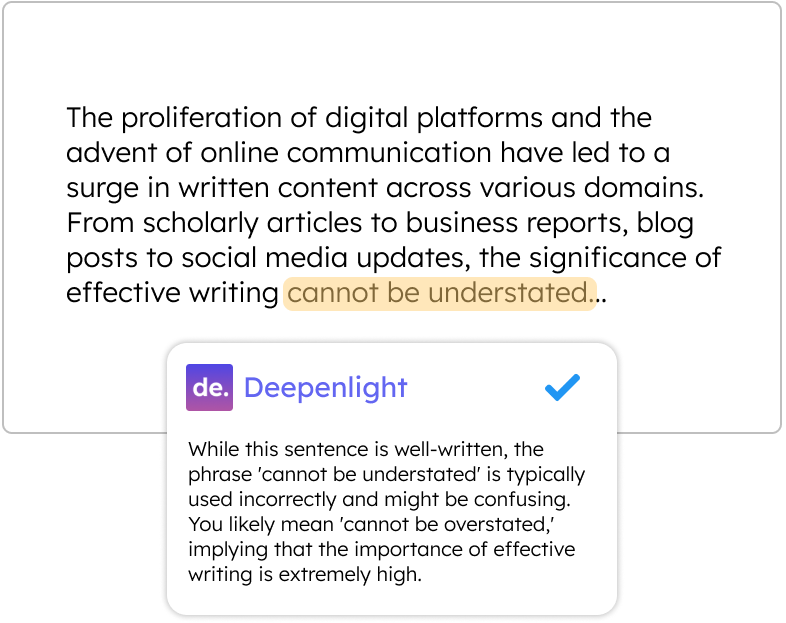 The proliferation of digital platforms and the
advent of online communication have led to a
surge in written content across various domains.
From scholarly articles to business reports, blog
posts to social media updates, the significance of
effective writing cannot be understated...
de. Deepenlight
While this sentence is well-written, the
phrase 'cannot be understated' is typically
used incorrectly and might be confusing.
You likely mean 'cannot be overstated,'
implying that the importance of effective
writing is extremely high.